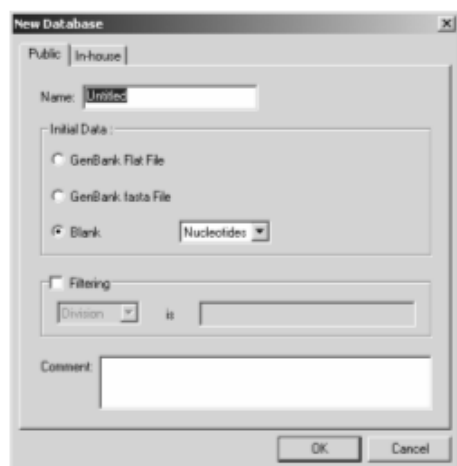 New Database
Public In-house
Name: Untitled
Initial Data :
GenBank Flat File
GenBank fasta File
Blank Nucleotides
Filtering
Division is
Comment:
OK Cancel